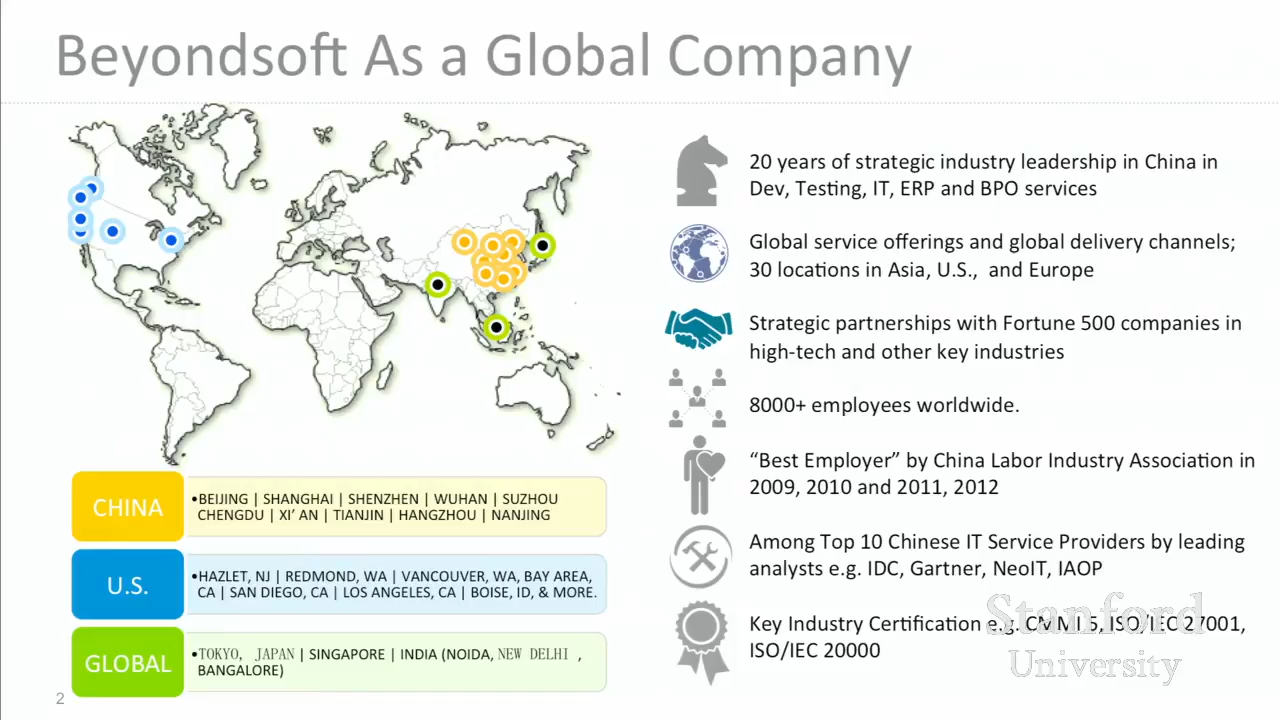 Beyondsoft As a Global Company
20 years of strategic industry leadership in China in
Dev, Testing, IT, ERP and BPO services
Global service offerings and global delivery channels;
30 locations in Asia, U.S., and Europe
Strategic partnerships with Fortune 500 companies in
high-tech and other key industries
8000+ employees worldwide.
“Best Employer” by China Labor Industry Association in
2009, 2010 and 2011, 2012
Among Top 10 Chinese IT Service Providers by leading
analysts e.g. IDC, Gartner, NeoIT, IAOP
Key Industry Certification e.g. CMMI 5, ISO/IEC 27001,
ISO/IEC 20000
CHINA
•BEIJING | SHANGHAI | SHENZHEN | WUHAN | SUZHOU
CHENGDU | XI’ AN | TIANJIN | HANGZHOU | NANJING
U.S.
•HAZLET, NJ | REDMOND, WA | VANCOUVER, WA, BAY AREA,
CA | SAN DIEGO, CA | LOS ANGELES, CA | BOISE, ID, & MORE.
GLOBAL
•TOKYO, JAPAN | SINGAPORE | INDIA (NOIDA, NEW DELHI ,
BANGALORE)
Stanford
University
2